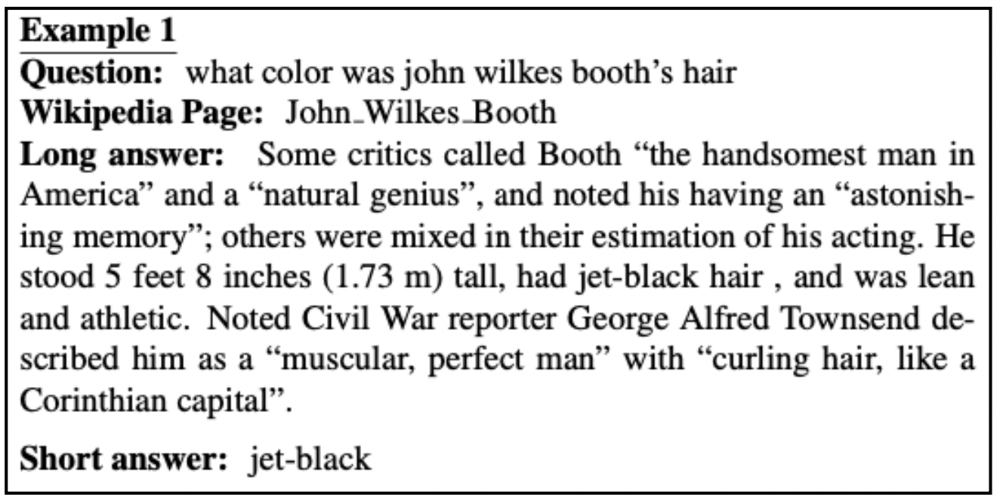 Example 1
Question: what color was john wilkes booth's hair
Wikipedia Page: John_Wilkes_Booth
Long answer: Some critics called Booth “the handsomest man in
America” and a “natural genius”, and noted his having an “astonish-
ing memory”; others were mixed in their estimation of his acting. He
stood 5 feet 8 inches (1.73 m) tall, had jet-black hair , and was lean
and athletic. Noted Civil War reporter George Alfred Townsend de-
scribed him as a “muscular, perfect man” with “curling hair, like a
Corinthian capital”.
Short answer: jet-black